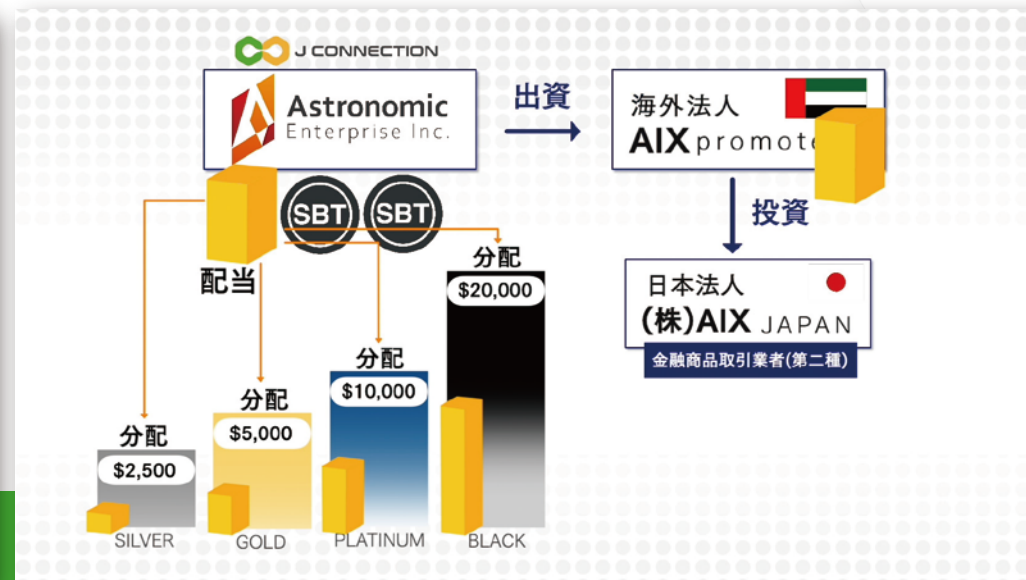 J CONNECTION
Astronomic
Enterprise Inc.
出資
海外法人
AIX promote
投資
日本法人
(株)AIX JAPAN
金融商品取引業者(第二種)
SBT
SBT
配当
分配
$20,000
分配
$10,000
分配
$5,000
分配
$2,500
SILVER
GOLD
PLATINUM
BLACK